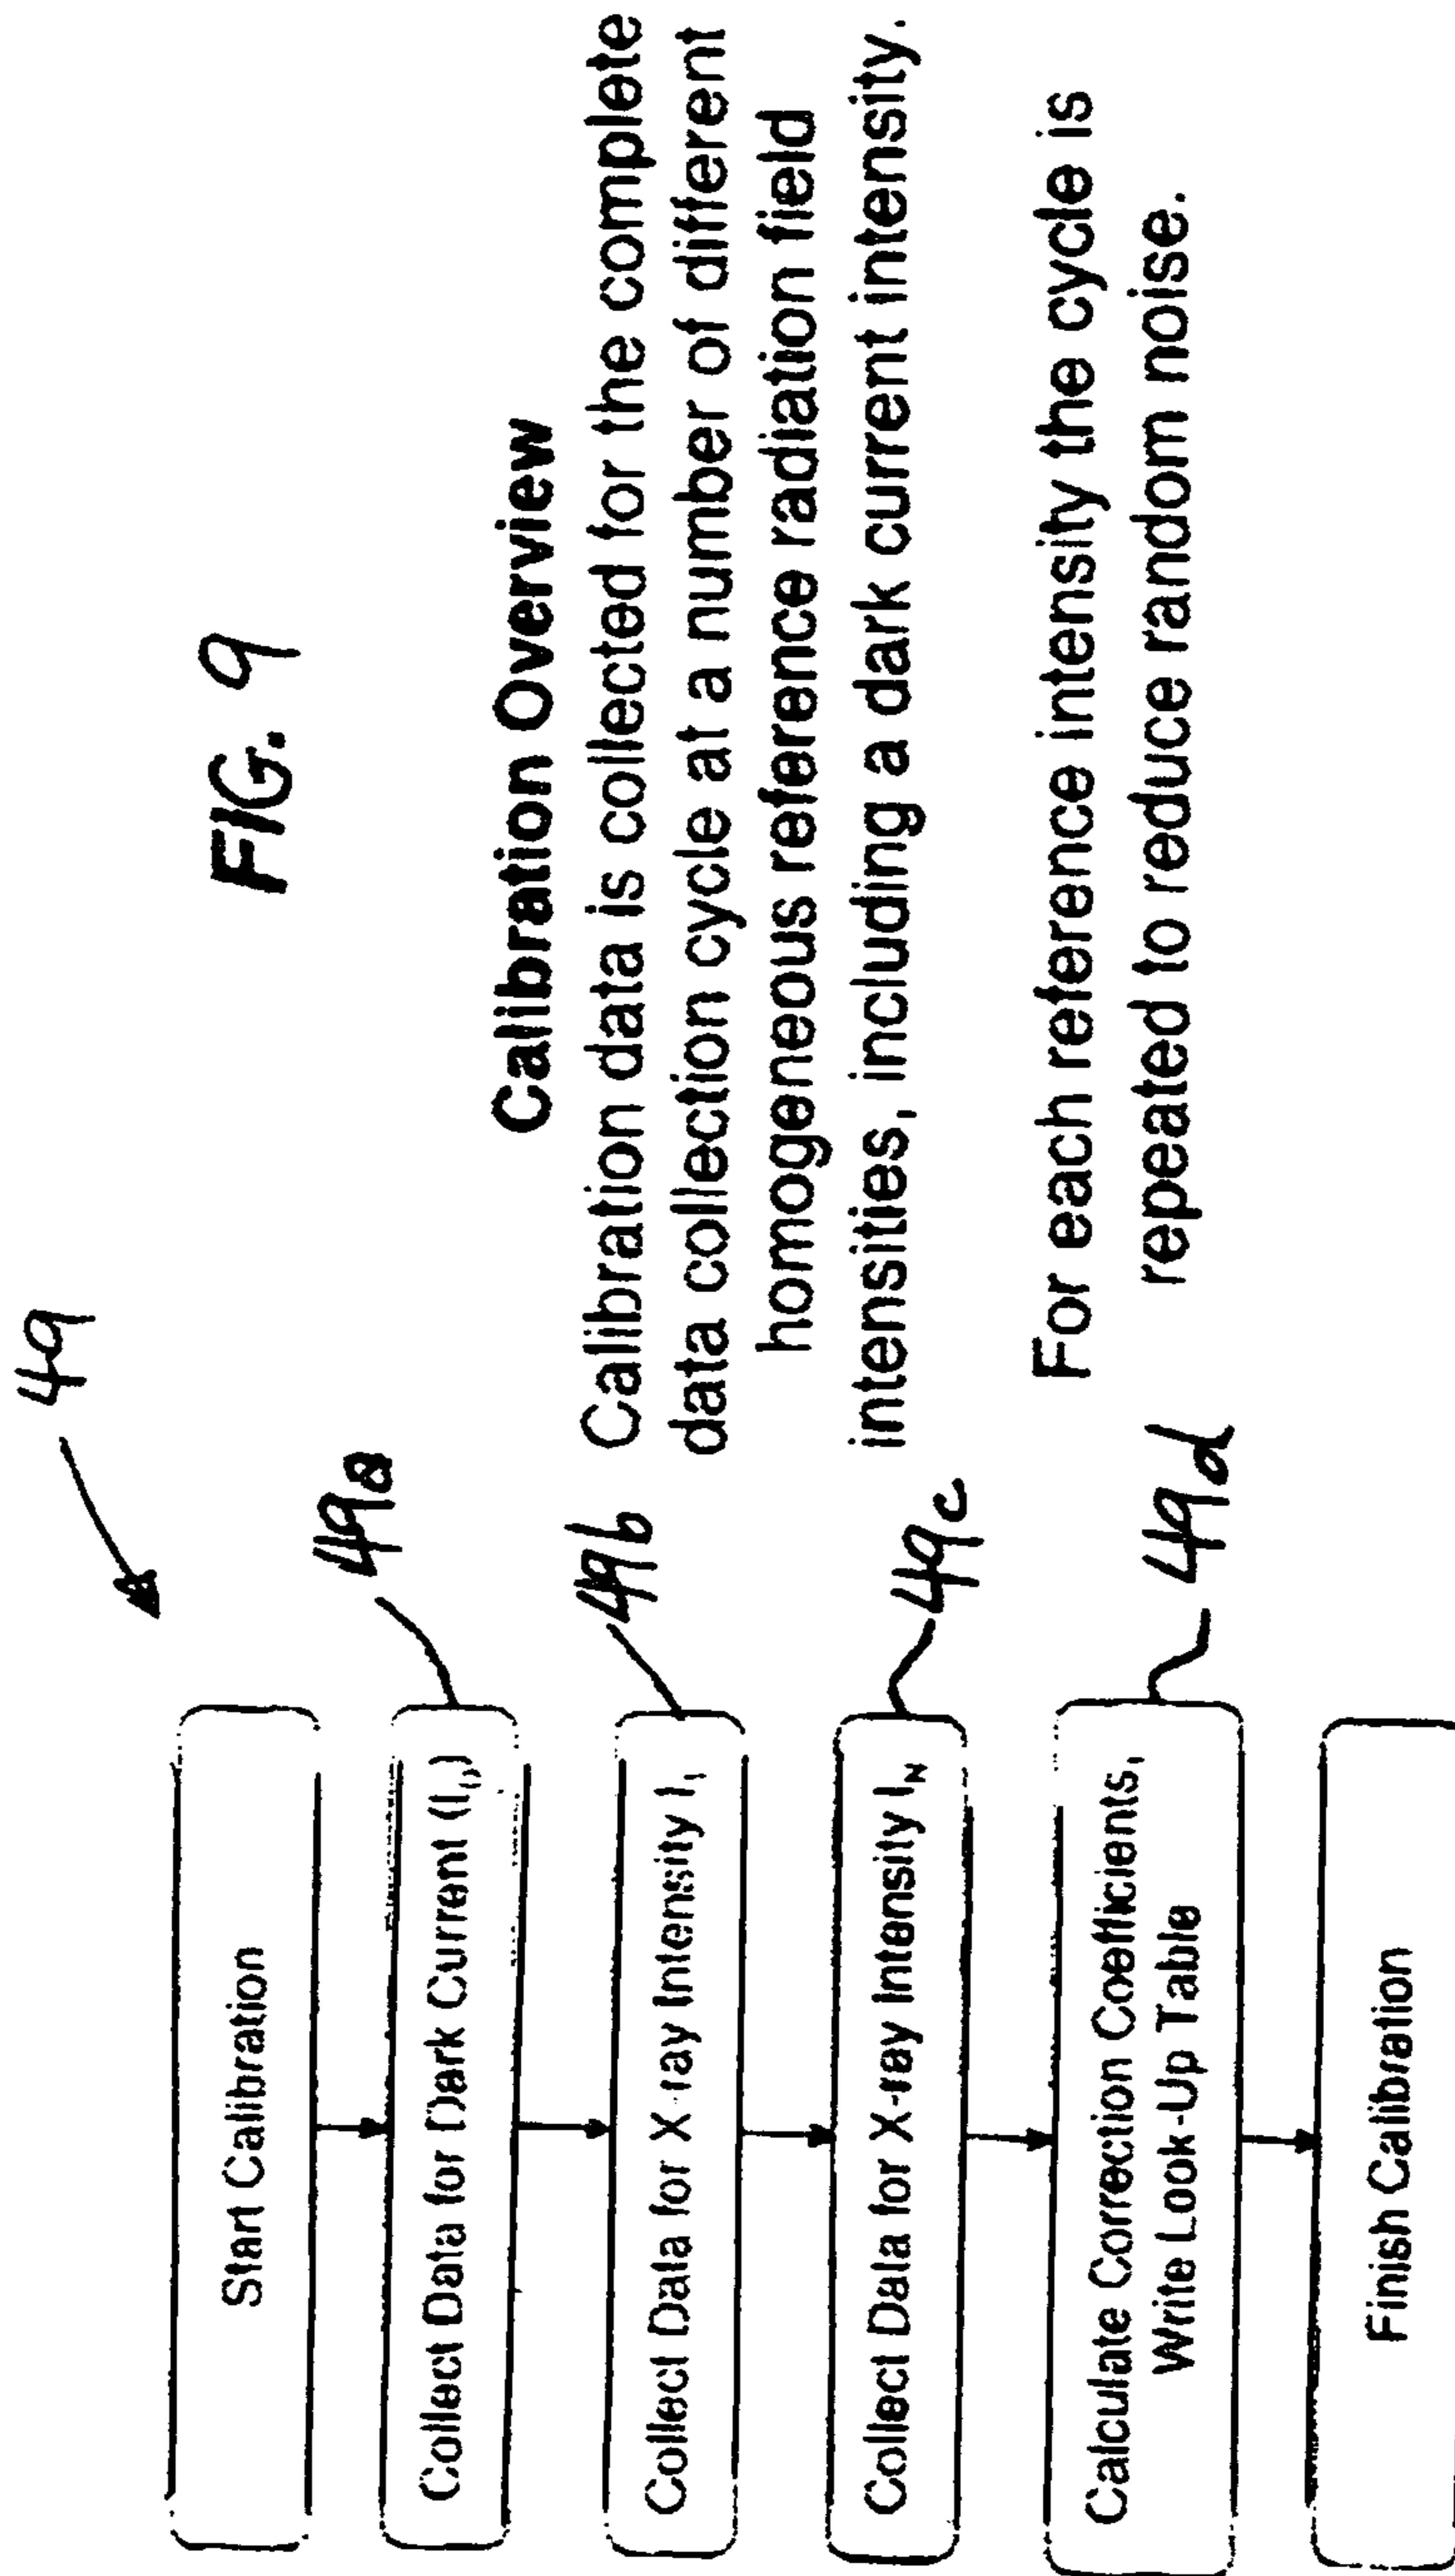 FIG. 9
49
Start Calibration
49a
Collect Data for Dark Current (I₀)
49b
Collect Data for X-ray Intensity I₁
49c
Collect Data for X-ray Intensity I_N
49d
Calculate Correction Coefficients,
Write Look-Up Table
Finish Calibration
Calibration Overview
Calibration data is collected for the complete
data collection cycle at a number of different
homogeneous reference radiation field
intensities, including a dark current intensity.
For each reference intensity the cycle is
repeated to reduce random noise.